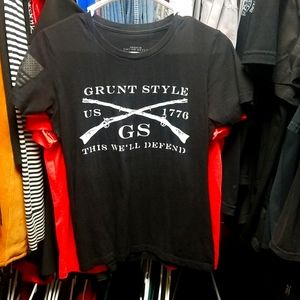 GRUNT STYLE
US 1776
GS
THIS WE'LL DEFEND